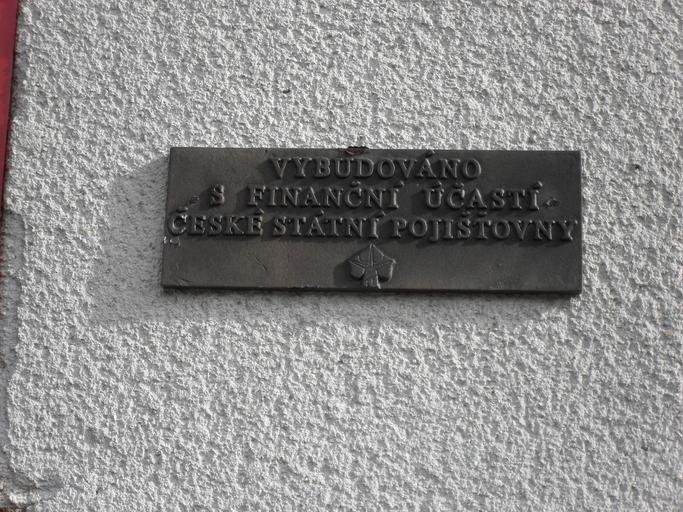 VYBUDOVÁNO
S FINANČNÍ ÚČASTÍ
ČESKÉ STÁTNÍ POJIŠŤOVNY